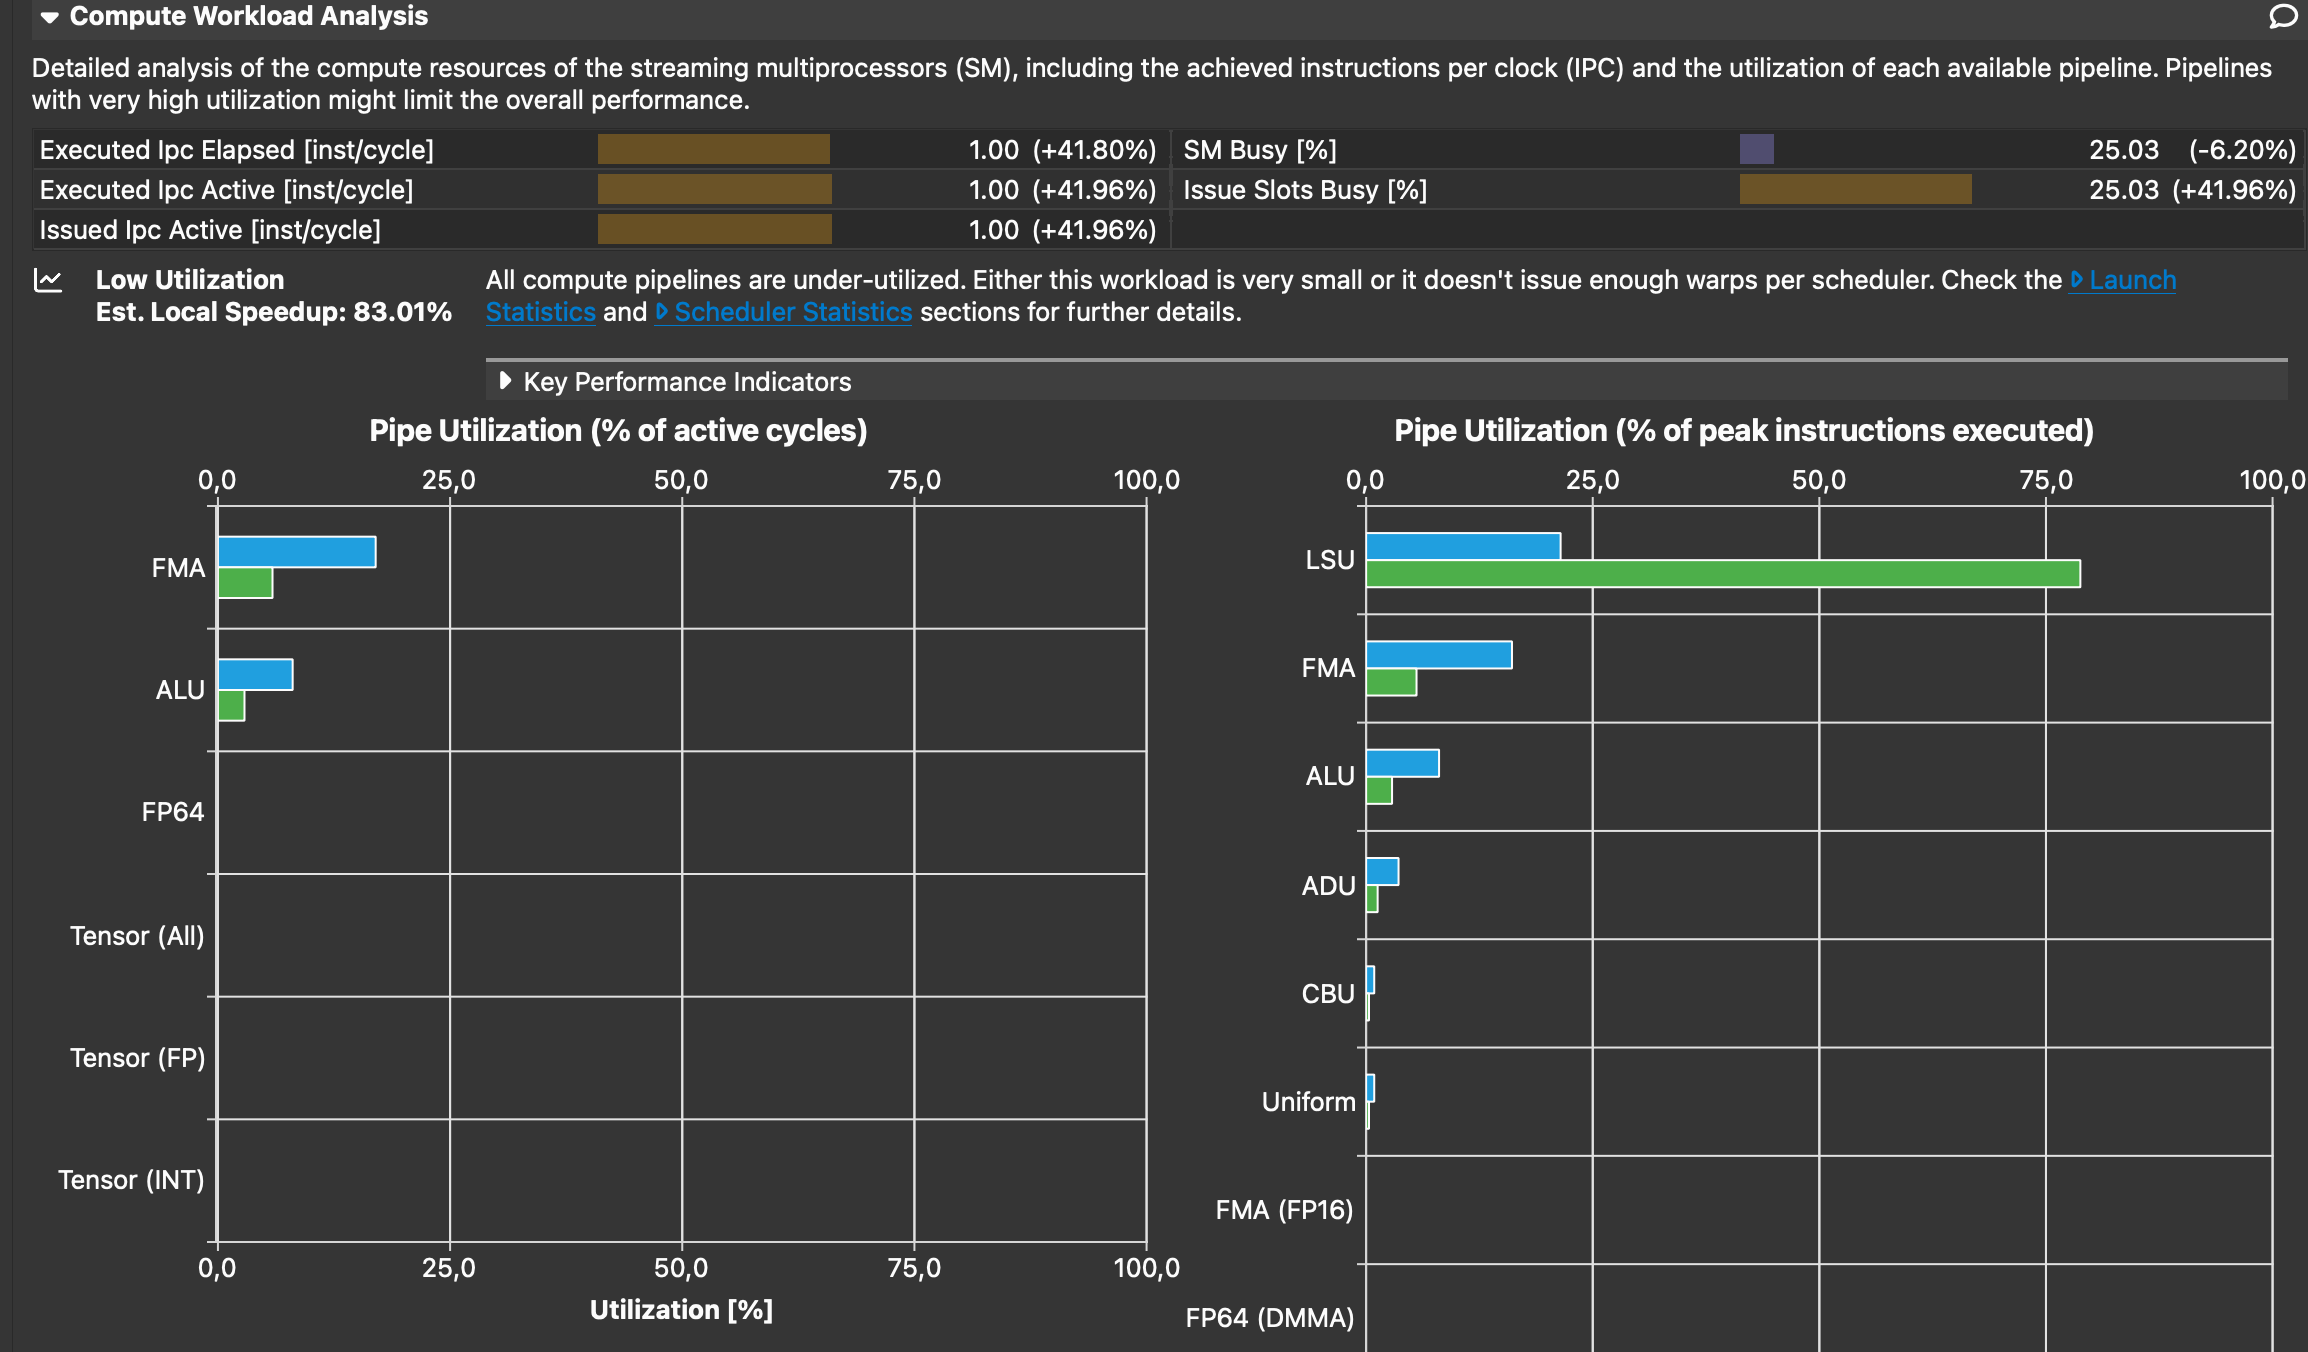 Compute Workload Analysis
Detailed analysis of the compute resources of the streaming multiprocessors (SM), including the achieved instructions per clock (IPC) and the utilization of each available pipeline. Pipelines
with very high utilization might limit the overall performance.
Executed Ipc Elapsed [inst/cycle] 1.00 (+41.80%) SM Busy [%] 25.03 (-6.20%)
Executed Ipc Active [inst/cycle] 1.00 (+41.96%) Issue Slots Busy [%] 25.03 (+41.96%)
Issued Ipc Active [inst/cycle] 1.00 (+41.96%)
Low Utilization
Est. Local Speedup: 83.01%
All compute pipelines are under-utilized. Either this workload is very small or it doesn't issue enough warps per scheduler. Check the Launch
Statistics and Scheduler Statistics sections for further details.
Key Performance Indicators
Pipe Utilization (% of active cycles)
0,0 25,0 50,0 75,0 100,0
FMA
ALU
FP64
Tensor (All)
Tensor (FP)
Tensor (INT)
0,0 25,0 50,0 75,0 100,0
Utilization [%]
Pipe Utilization (% of peak instructions executed)
0,0 25,0 50,0 75,0 100,0
LSU
FMA
ALU
ADU
CBU
Uniform
FMA (FP16)
FP64 (DMMA)